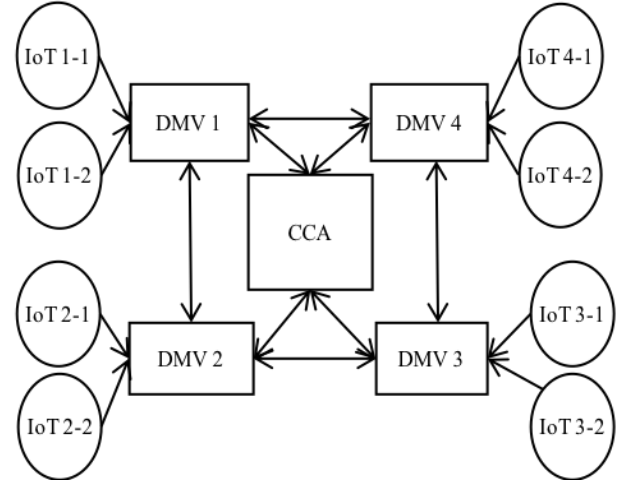 IoT 1-1
IoT 4-1
DMV 1
DMV 4
IoT 1-2
IoT 4-2
CCA
IoT 2-1
IoT 3-1
DMV 2
DMV 3
IoT 2-2
IoT 3-2